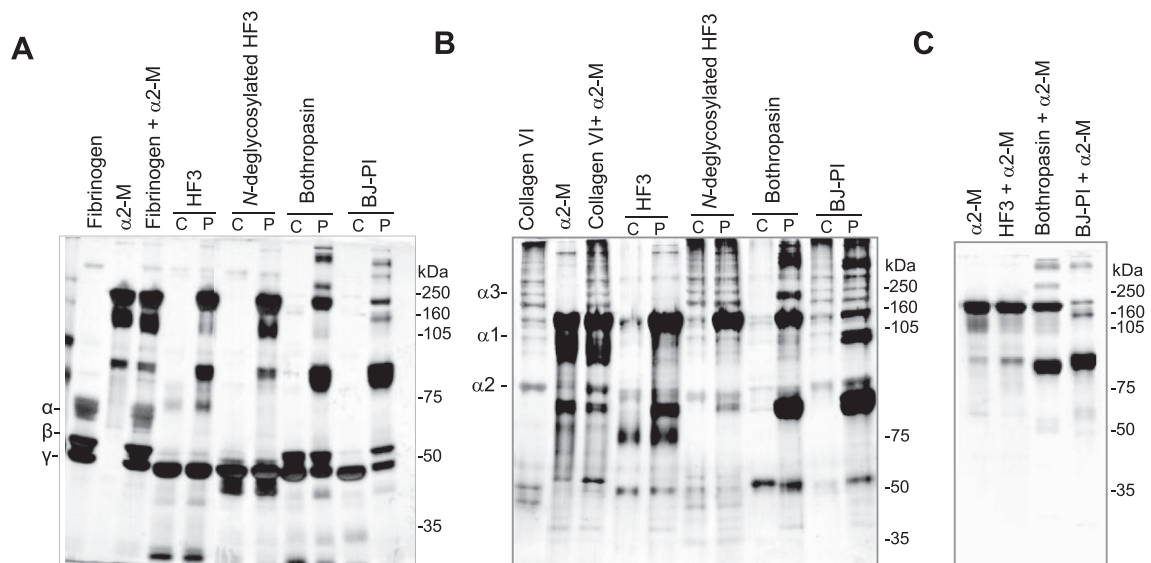 A
Fibrinogen
α2-M
Fibrinogen + α2-M
HF3
N-deglycosylated HF3
Bothropasin
BJ-PI
C P C P C P C P
kDa
-250
-160
-105
-75
-50
-35
α-
β-
γ-
B
Collagen VI
α2-M
Collagen VI+ α2-M
HF3
N-deglycosylated HF3
Bothropasin
BJ-PI
C P C P C P C P
α3-
α1-
α2-
kDa
-250
-160
-105
-75
-50
-35
C
α2-M
HF3 + α2-M
Bothropasin + α2-M
BJ-PI + α2-M
kDa
-250
-160
-105
-75
-50
-35